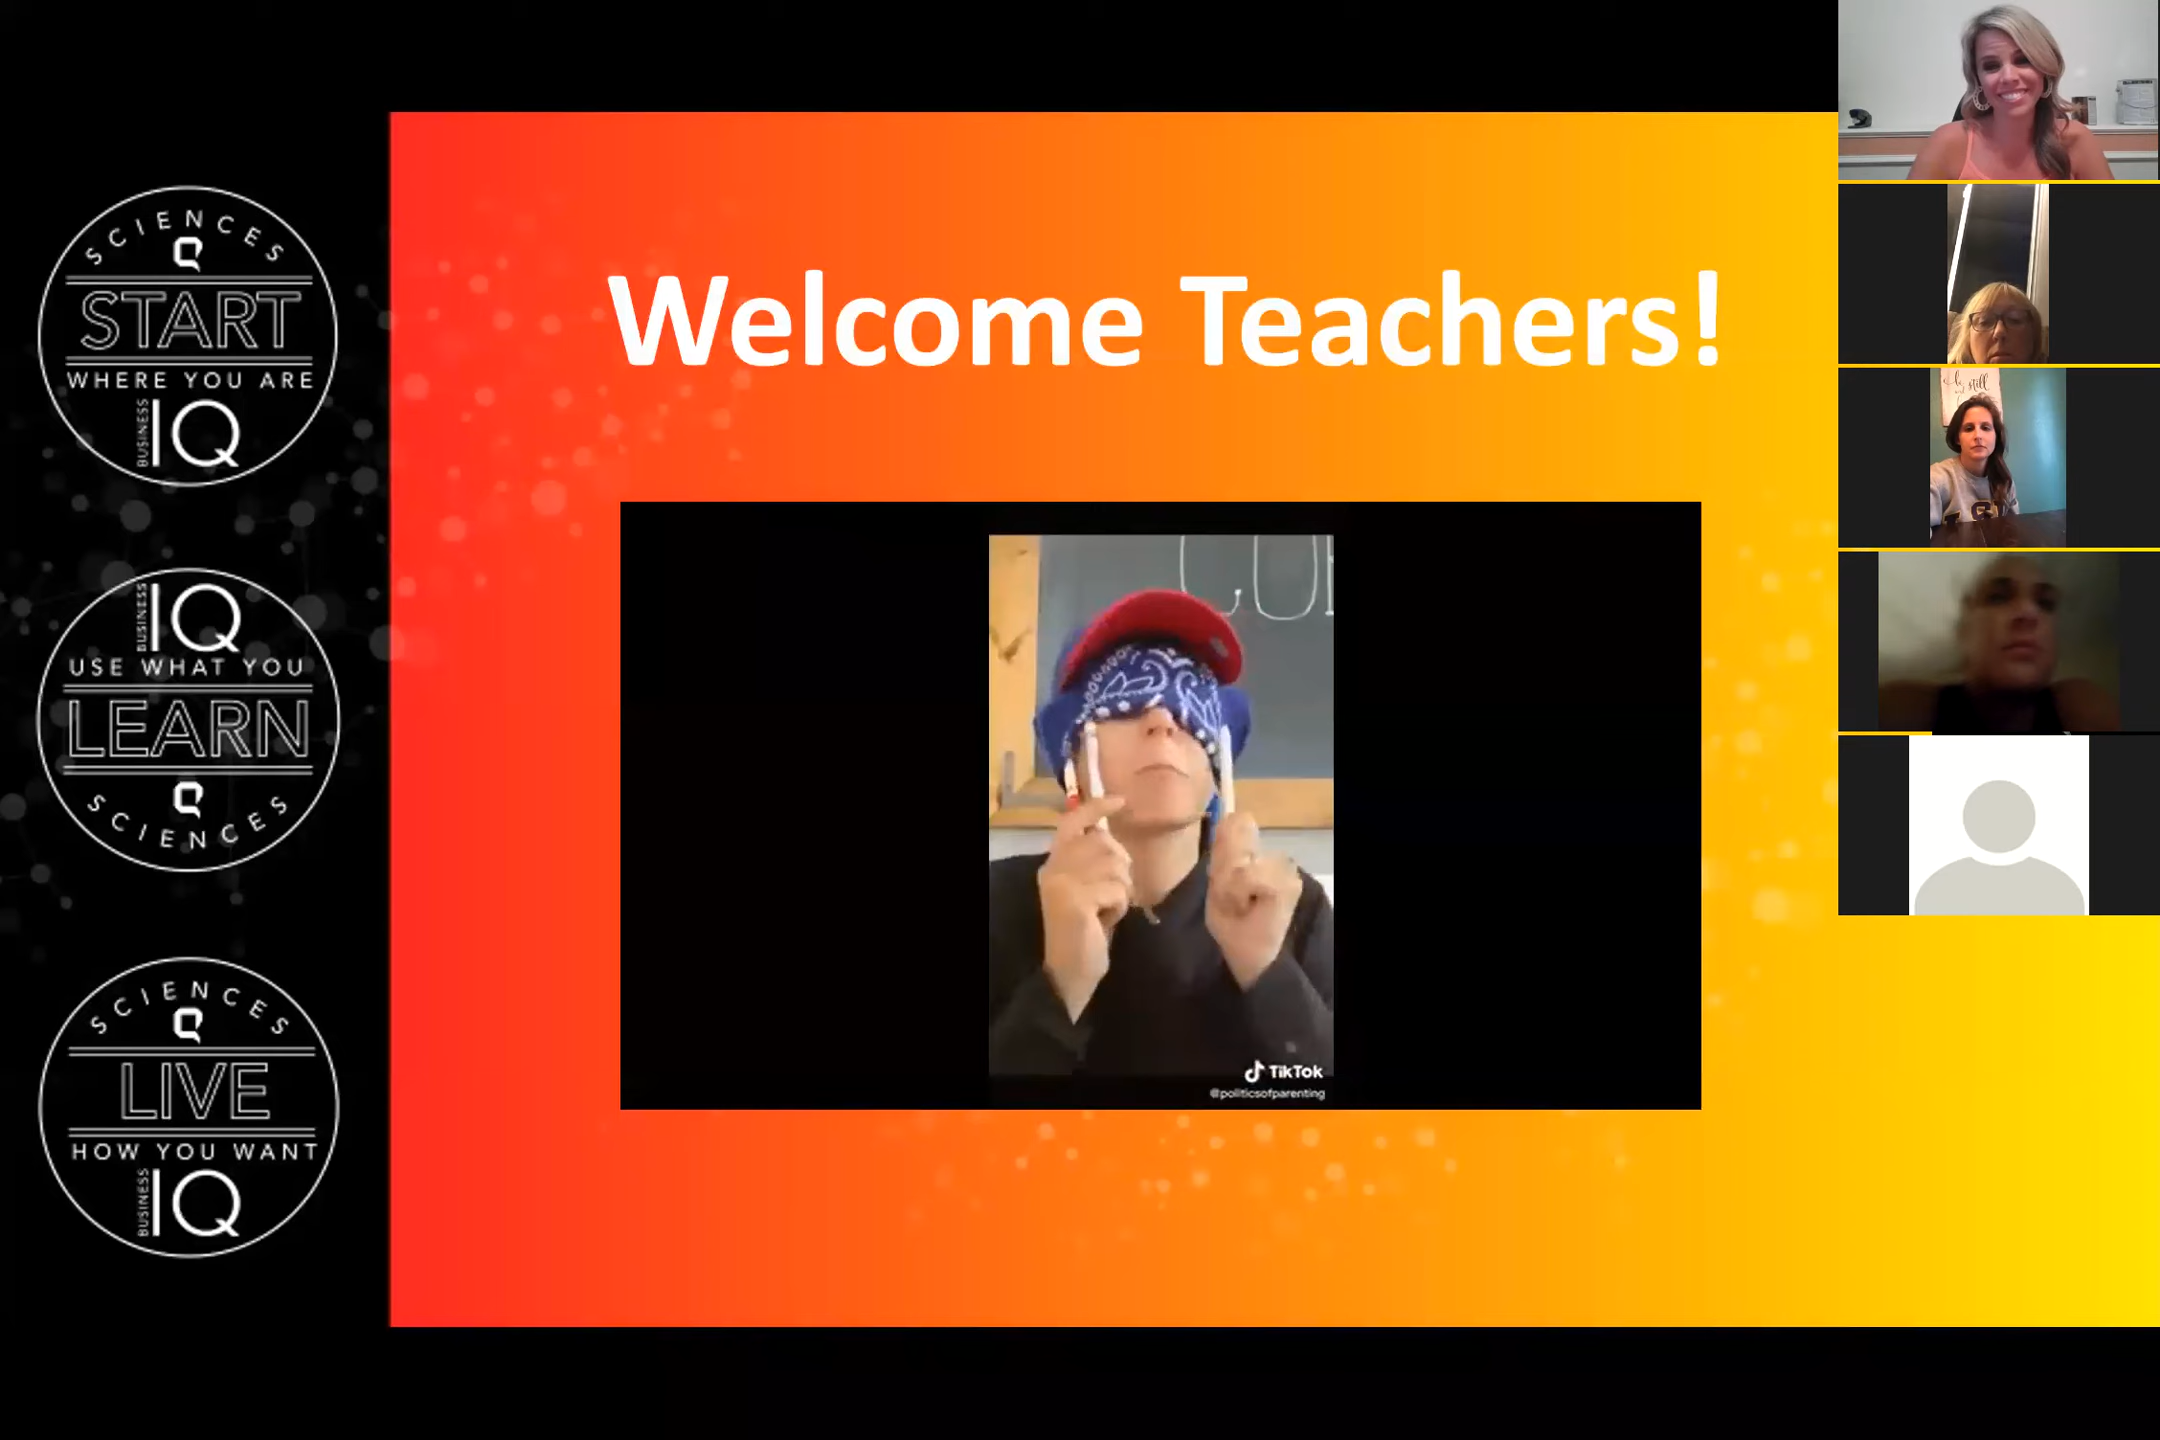 SCIENCES
START
WHERE YOU ARE
BUSINESS IQ
BUSINESS IQ
USE WHAT YOU
LEARN
SCIENCES
SCIENCES
LIVE
HOW YOU WANT
BUSINESS IQ
Welcome Teachers!
TikTok
@politicsofparenting
still